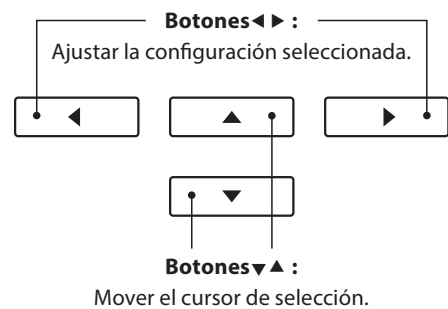 Botones◀ ▶ :
Ajustar la configuración seleccionada.
Botones▼▲ :
Mover el cursor de selección.